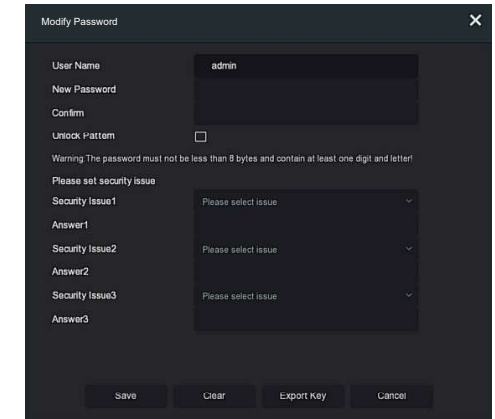 Modify Password
User Name admin
New Password
Confirm
Unlock Pattern
Warning:The password must not be less than 8 bytes and contain at least one digit and letter!
Please set security issue
Security Issue1 Please select issue
Answer1
Security Issue2 Please select issue
Answer2
Security Issue3 Please select issue
Answer3
Save Clear Export Key Cancel